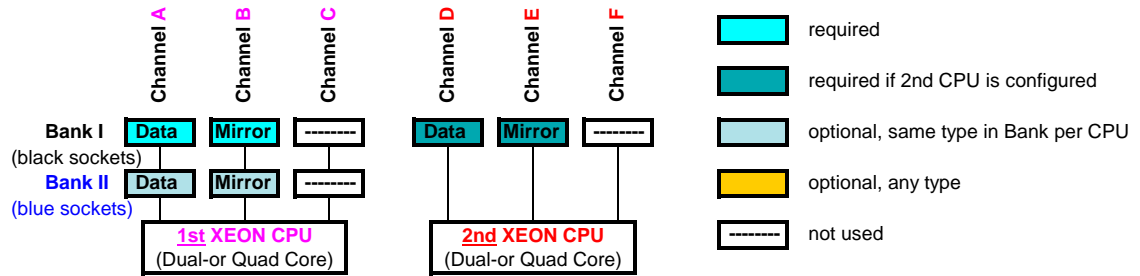 Channel A
Channel B
Channel C
Channel D
Channel E
Channel F
required
required if 2nd CPU is configured
Bank I
(black sockets)
Data
Mirror
--------
Data
Mirror
--------
optional, same type in Bank per CPU
Bank II
(blue sockets)
Data
Mirror
--------
optional, any type
1st XEON CPU
(Dual-or Quad Core)
2nd XEON CPU
(Dual-or Quad Core)
--------
not used